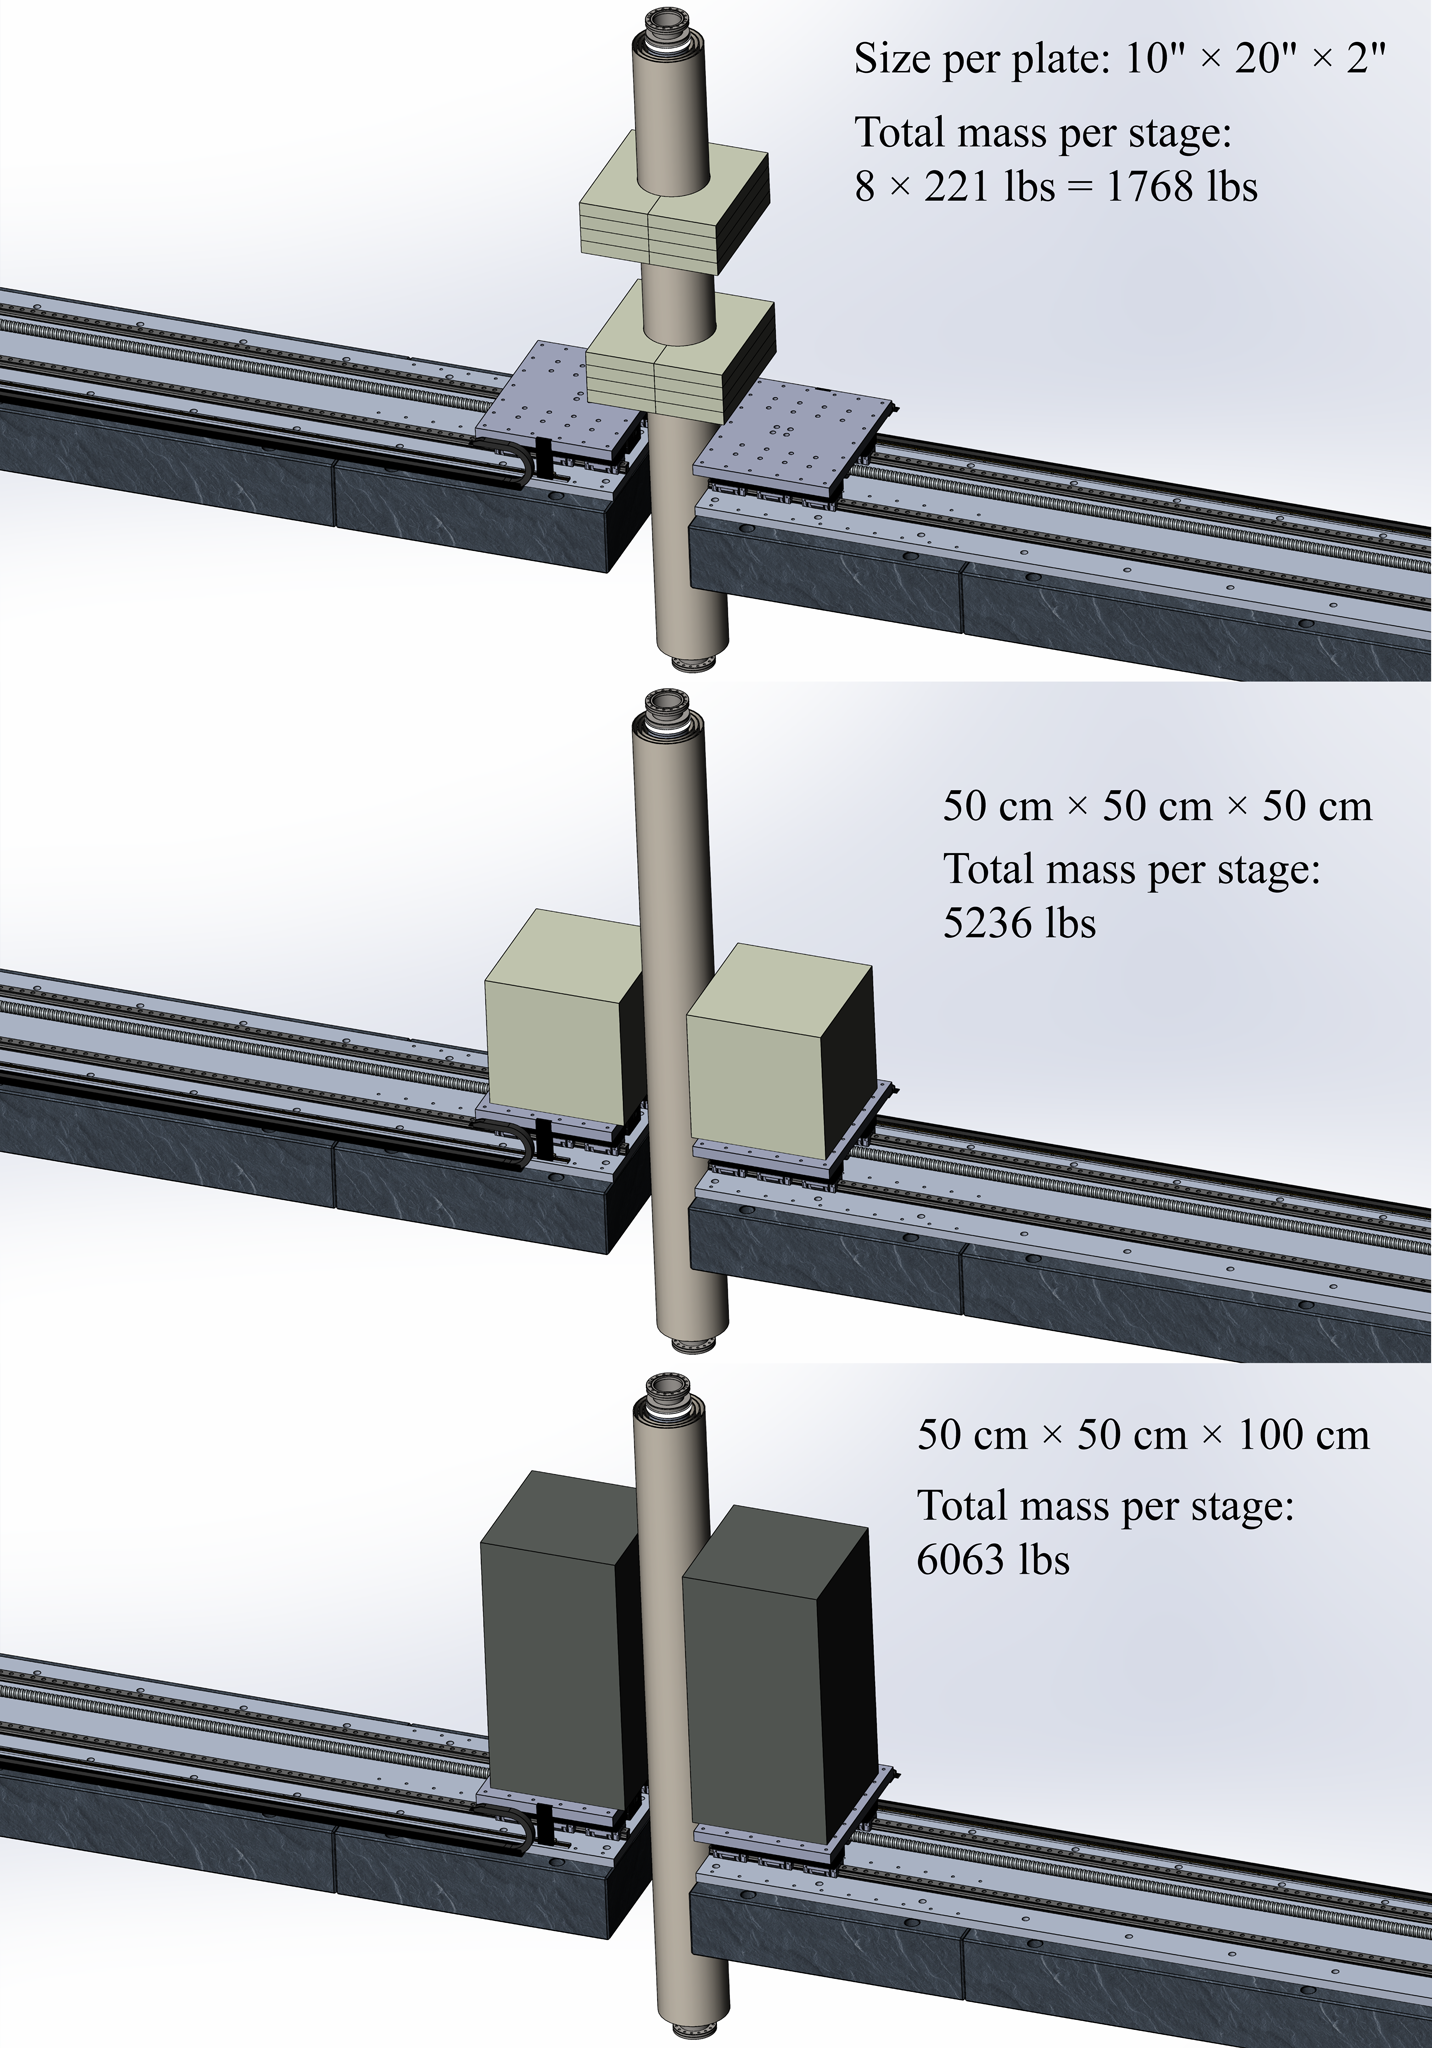 Size per plate: 10" × 20" × 2"
Total mass per stage:
8 × 221 lbs = 1768 lbs
50 cm × 50 cm × 50 cm
Total mass per stage:
5236 lbs
50 cm × 50 cm × 100 cm
Total mass per stage:
6063 lbs